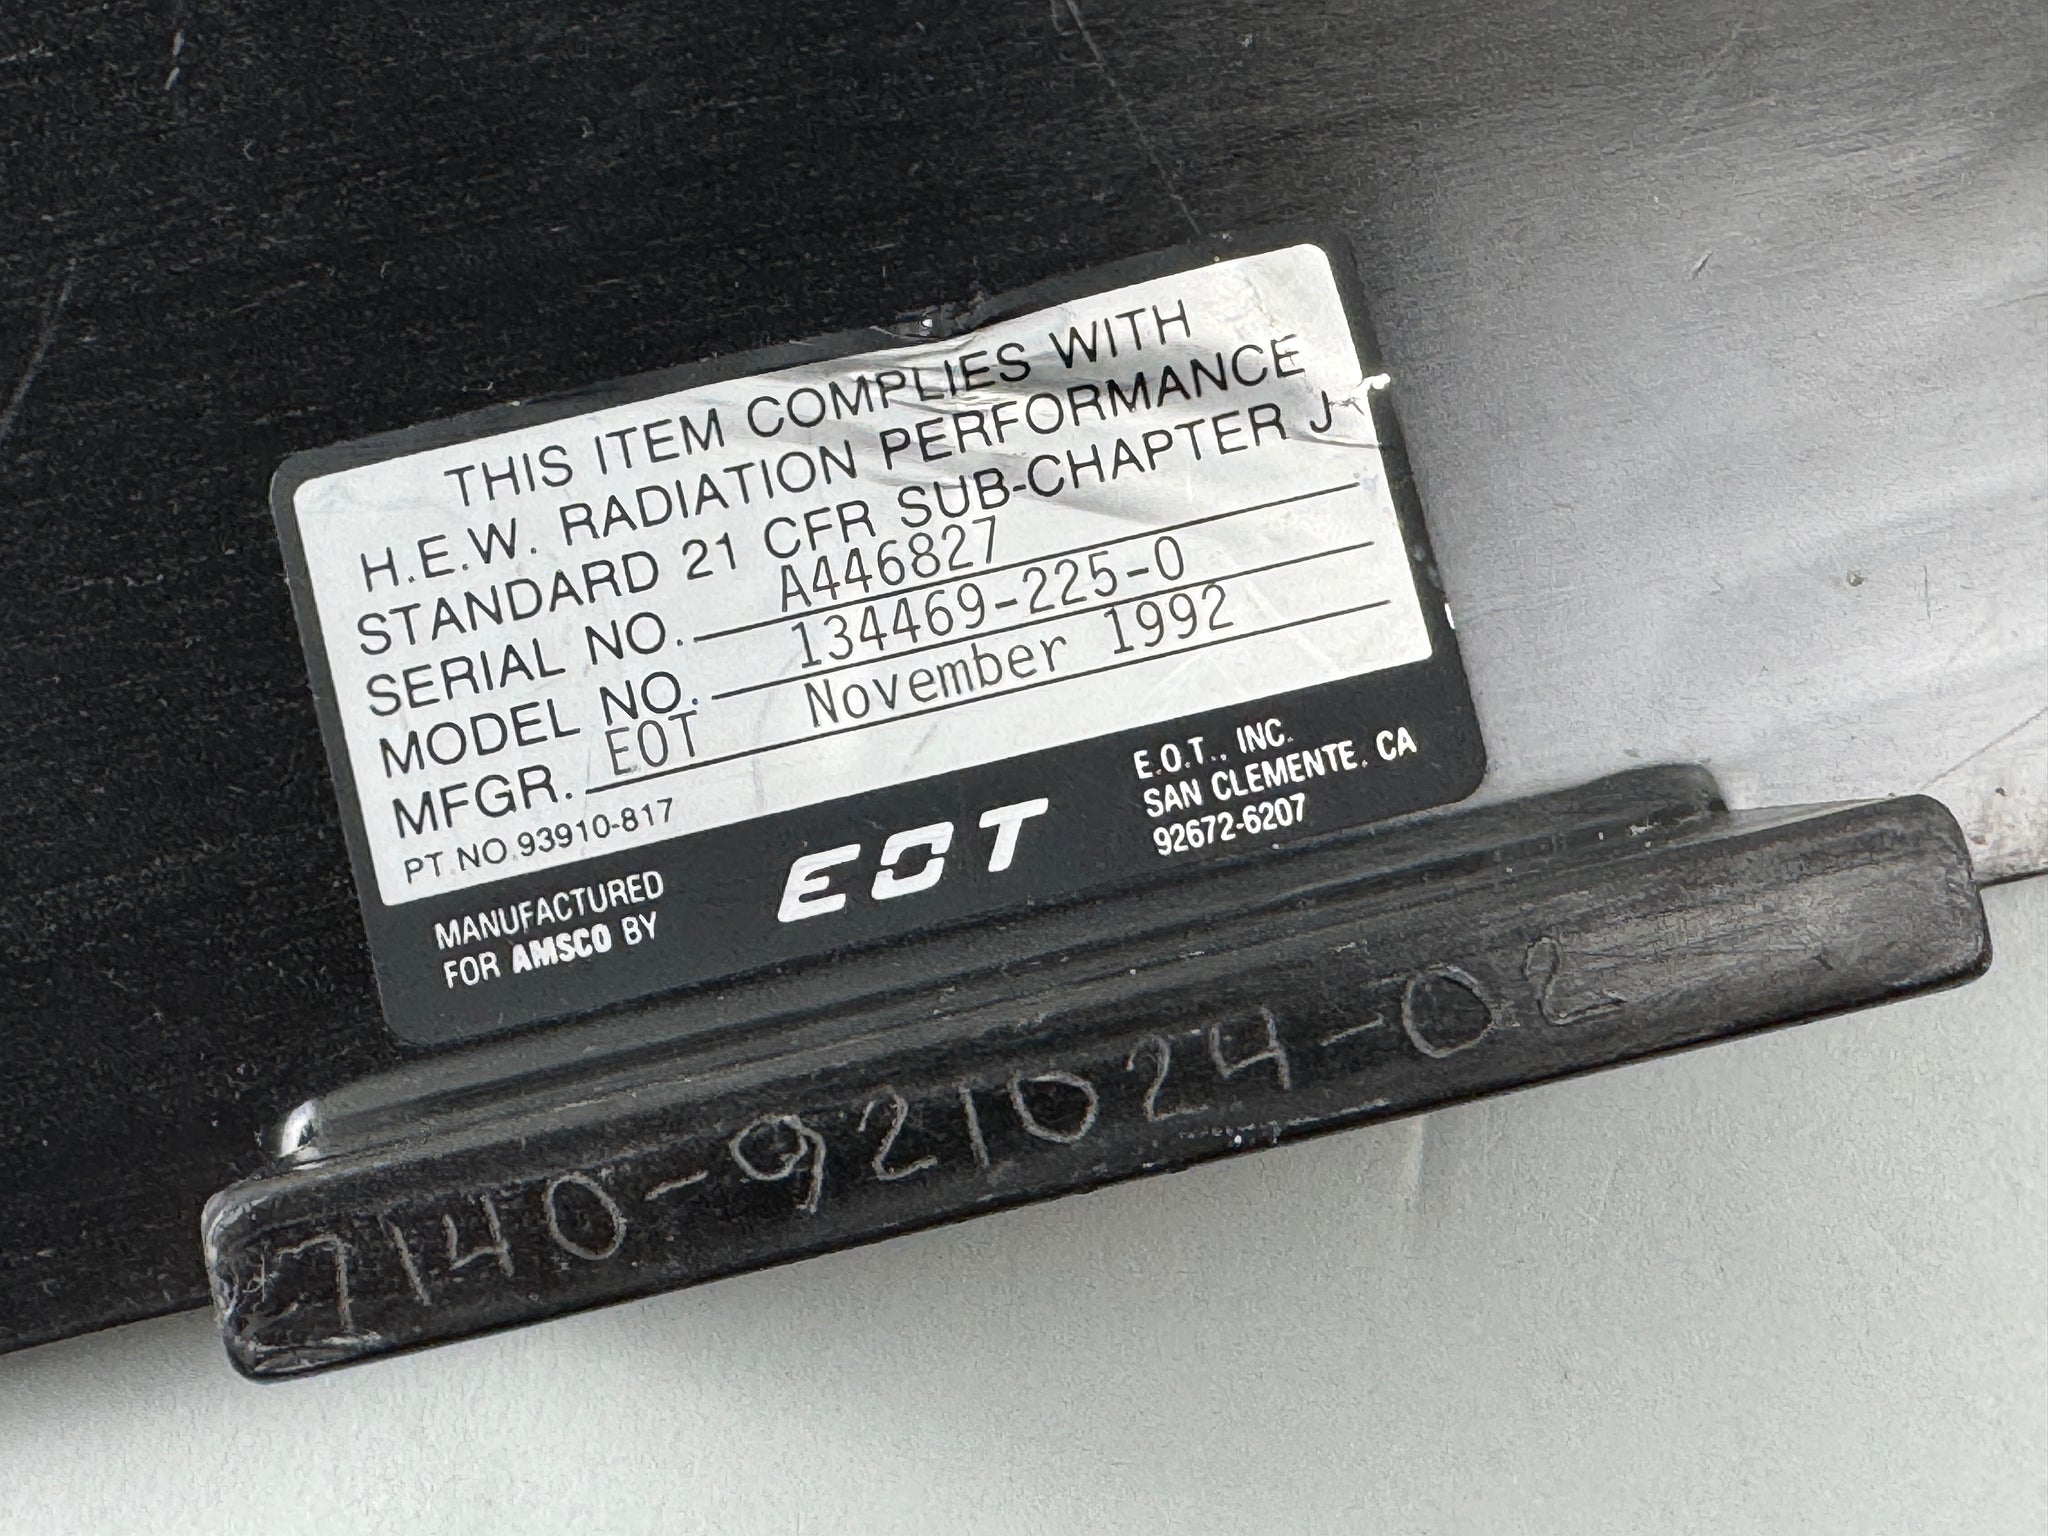 THIS ITEM COMPLIES WITH
H.E.W. RADIATION PERFORMANCE
STANDARD 21 CFR SUB-CHAPTER J
SERIAL NO. A446827
MODEL NO. 134469-225-0
MFGR. EOT November 1992
PT. NO. 93910-817
MANUFACTURED
FOR AMSCO BY
EOT
E.O.T., INC.
SAN CLEMENTE, CA
92672-6207
7140-921024-02